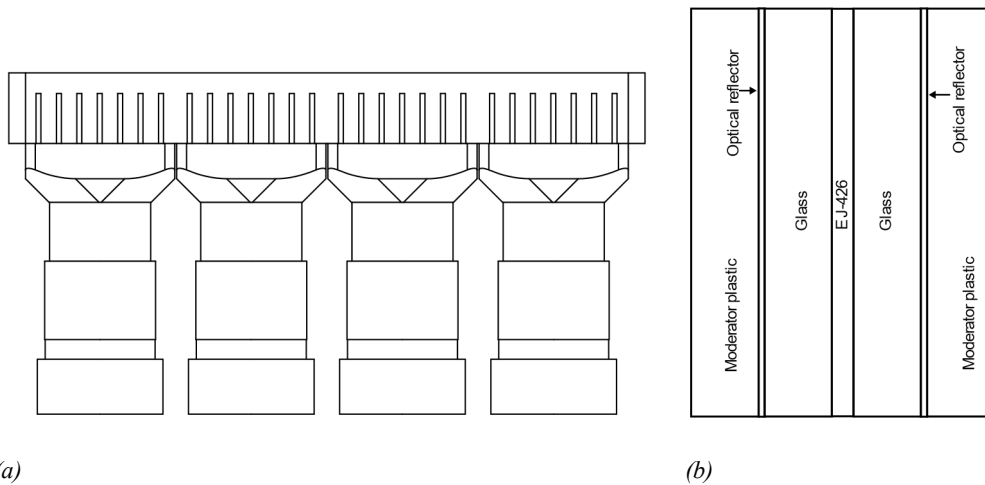 Moderator plastic
Optical reflector
Glass
EJ-426
Glass
Optical reflector
Moderator plastic
(a)
(b)